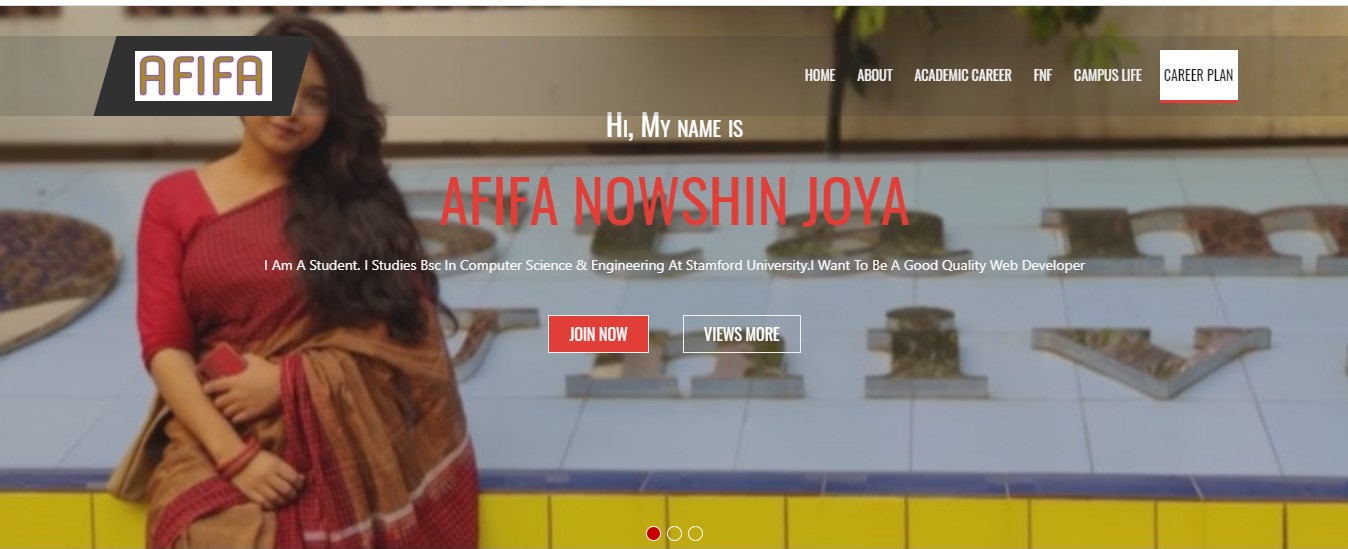 AFIFA
HOME ABOUT ACADEMIC CAREER FNF CAMPUS LIFE CAREER PLAN
Hi, My name is
AFIFA NOWSHIN JOYA
I Am A Student. I Studies Bsc In Computer Science & Engineering At Stamford University.I Want To Be A Good Quality Web Developer
JOIN NOW VIEWS MORE
Stam
niv